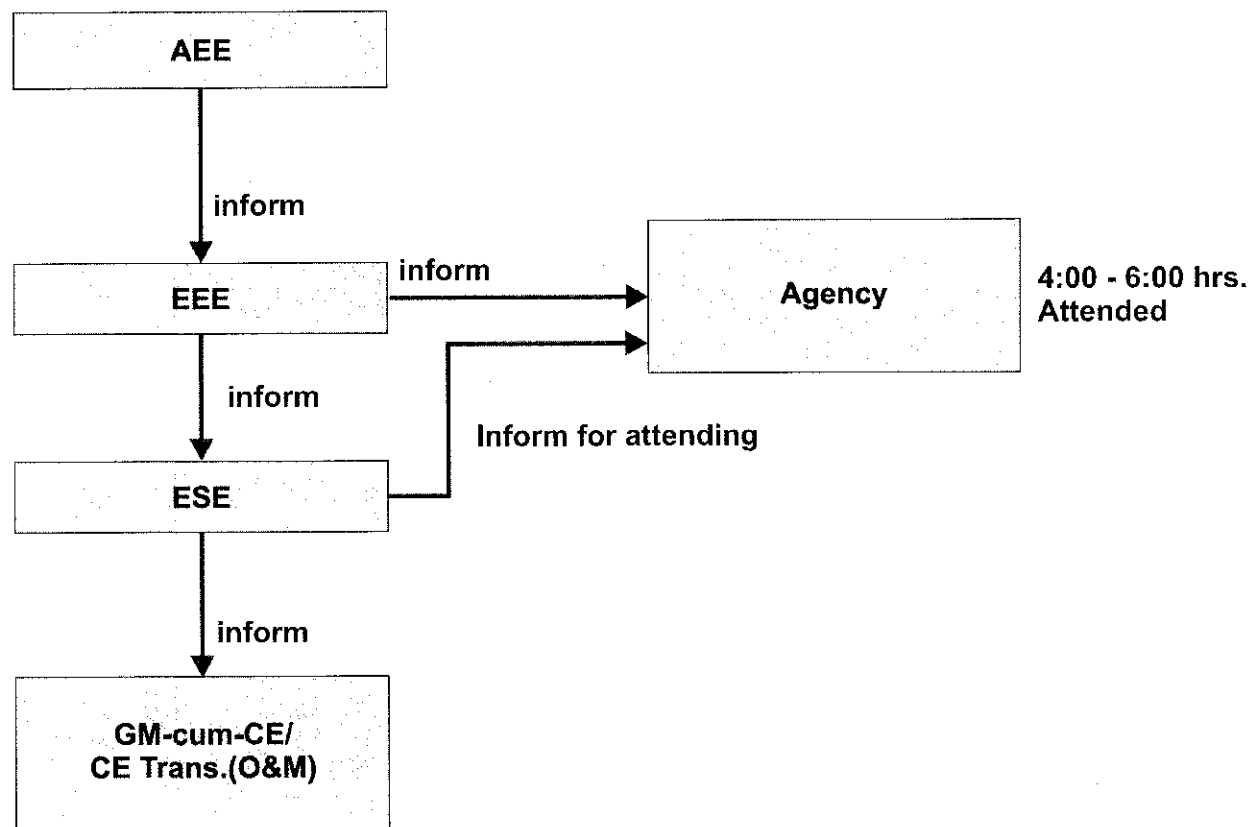 AEE
inform
EEE
inform
Agency
4:00 - 6:00 hrs.
Attended
inform
Inform for attending
ESE
inform
GM-cum-CE/
CE Trans.(O&M)